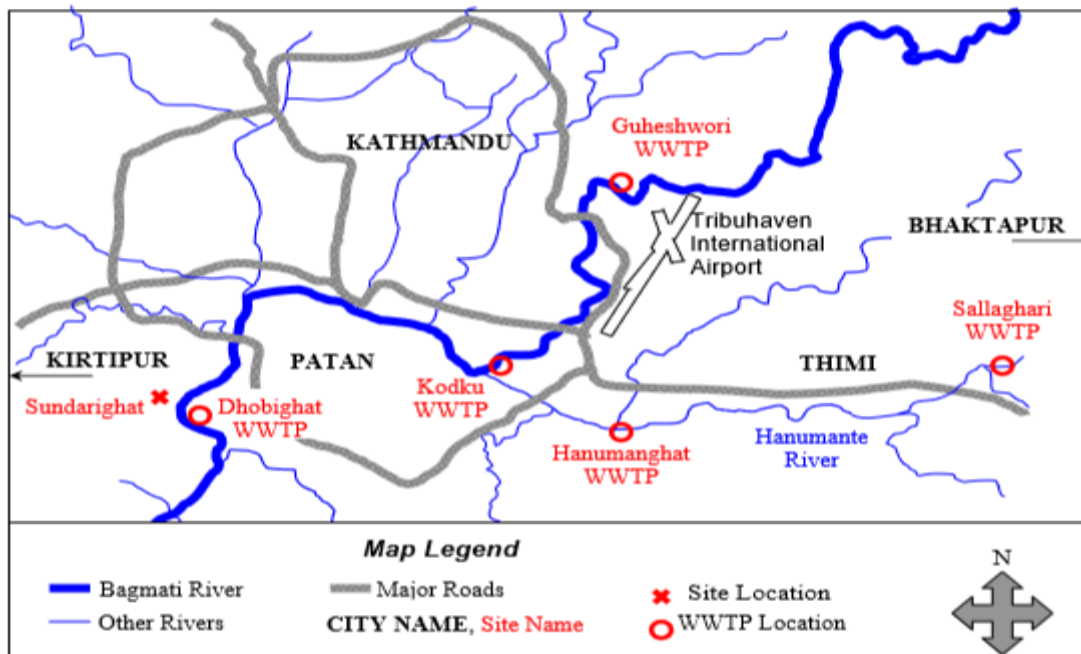 Guheshwori
WWTP
KATHMANDU
Tribuhaven
International
Airport
BHAKTAPUR
Sallaghari
WWTP
KIRTIPUR
PATAN
THIMI
Kodku
WWTP
Sundarighat
Dhobighat
WWTP
Hanumanghat
WWTP
Hanumante
River
Map Legend
N
Bagmati River
Major Roads
Site Location
Other Rivers
CITY NAME, Site Name
WWTP Location